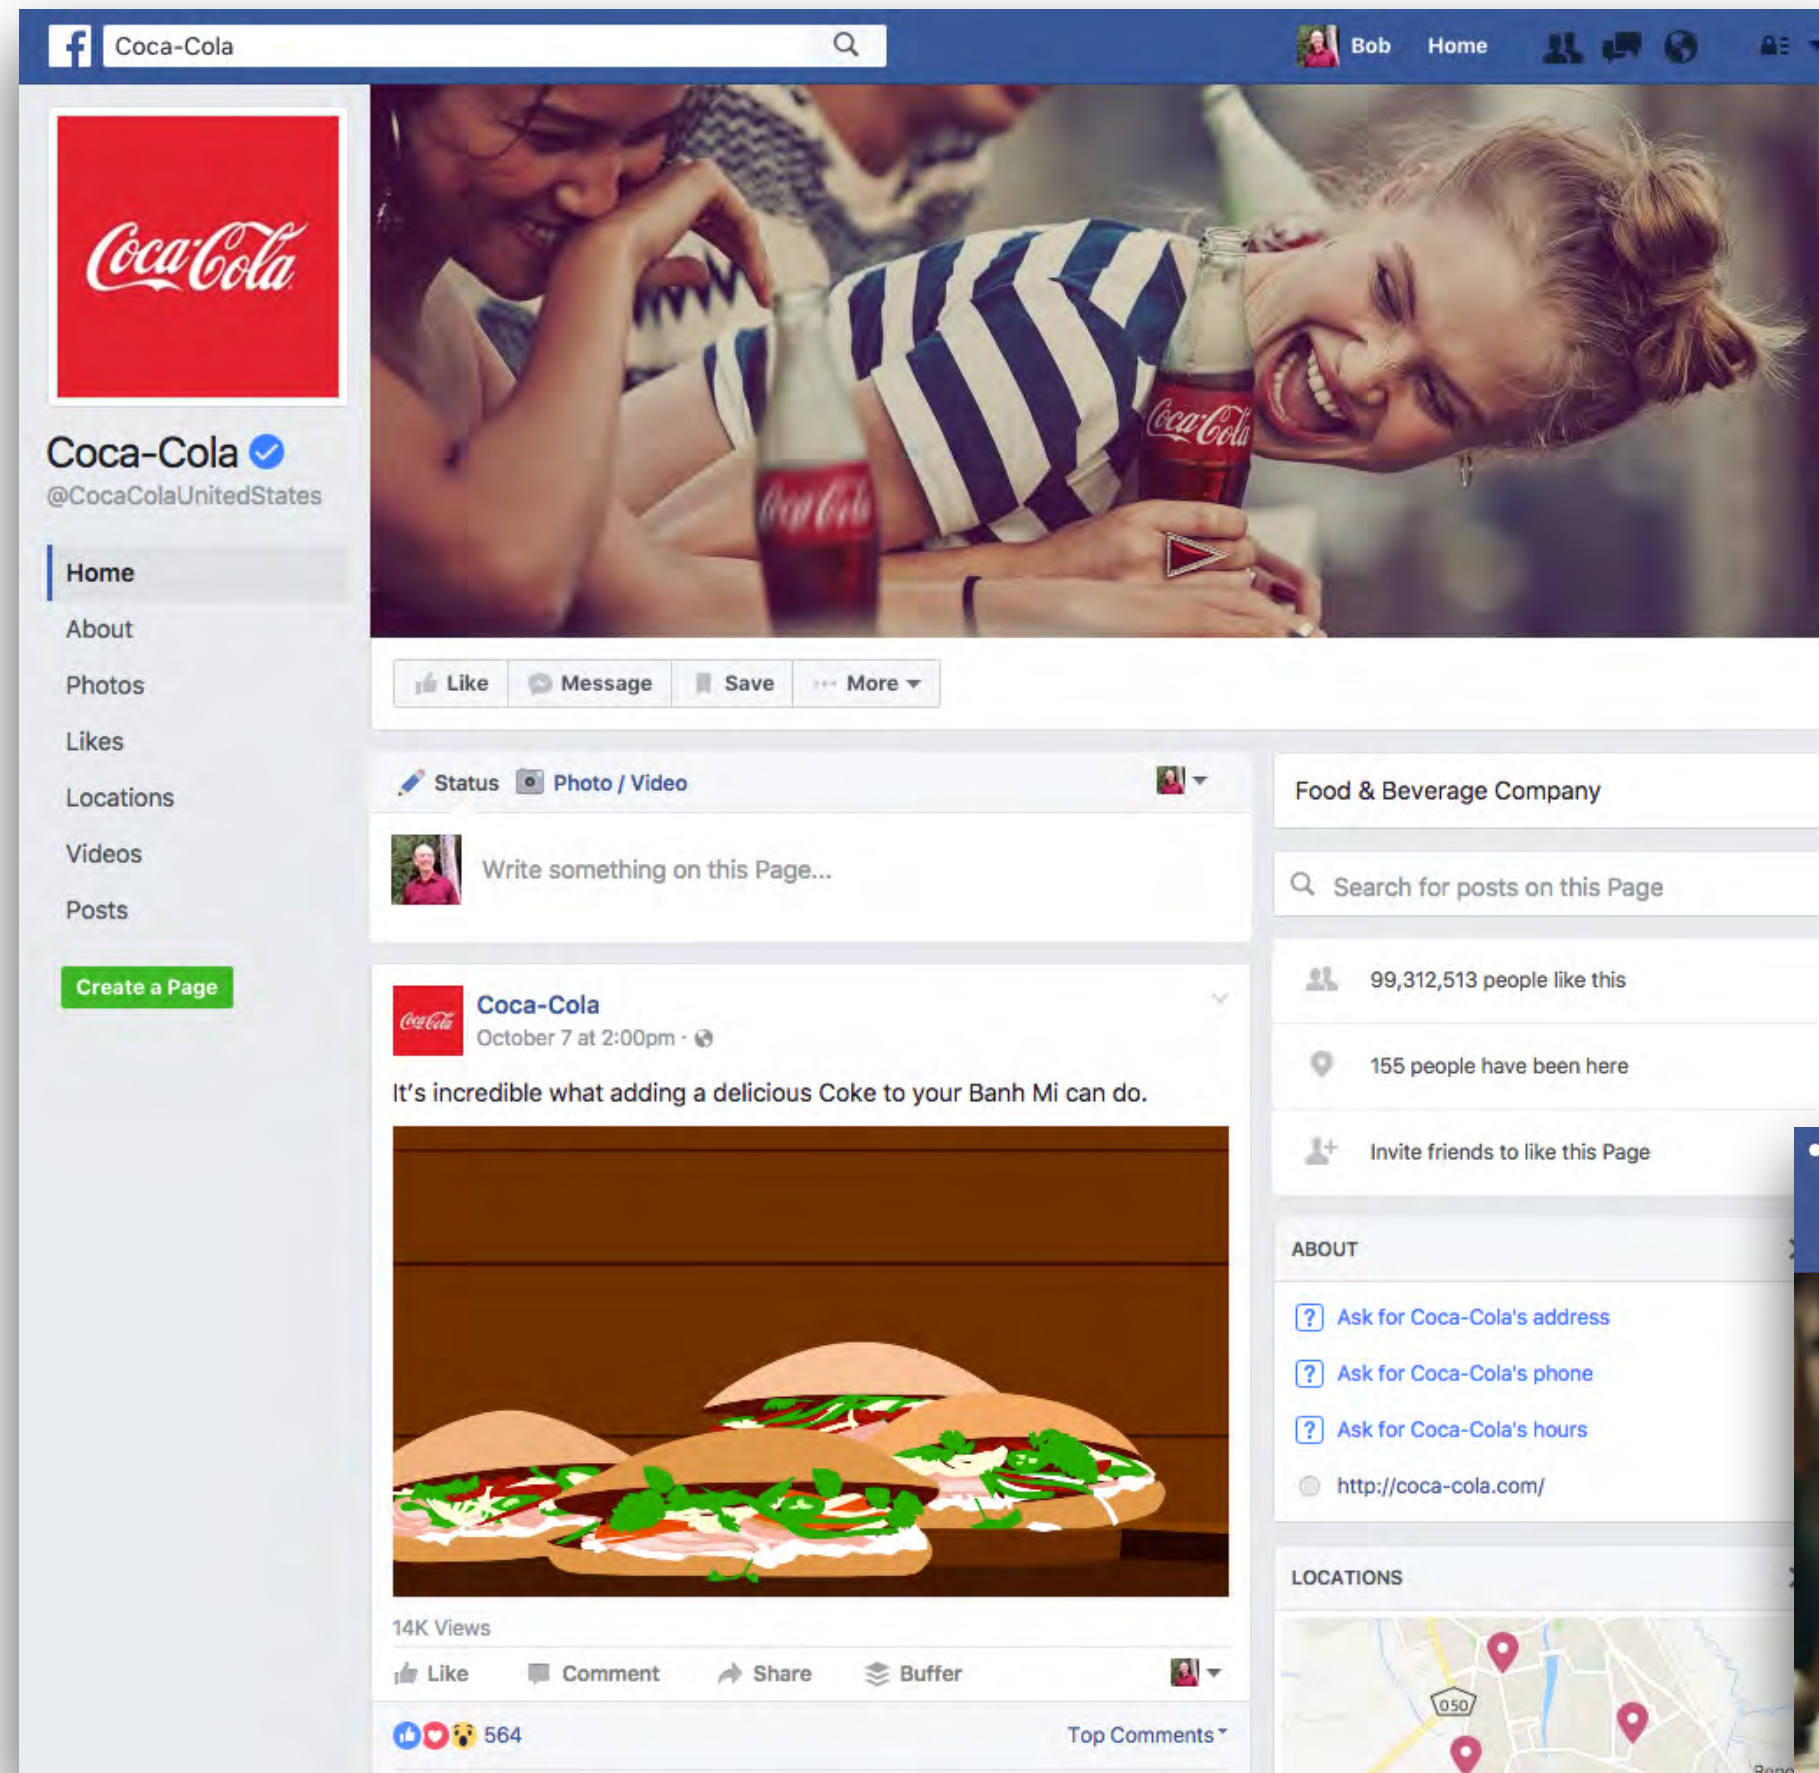 Coca-Cola
Bob Home
Coca-Cola
Coca-Cola
@CocaColaUnitedStates
Home
About
Photos
Likes
Locations
Videos
Posts
Create a Page
Coca-Cola
Coca-Cola
Like Message Save More
Status Photo / Video
Write something on this Page...
Coca-Cola
Coca-Cola
October 7 at 2:00pm ·
It's incredible what adding a delicious Coke to your Banh Mi can do.
14K Views
Like Comment Share Buffer
564
Top Comments
Food & Beverage Company
Search for posts on this Page
99,312,513 people like this
155 people have been here
Invite friends to like this Page
ABOUT
? Ask for Coca-Cola's address
? Ask for Coca-Cola's phone
? Ask for Coca-Cola's hours
http://coca-cola.com/
LOCATIONS
050